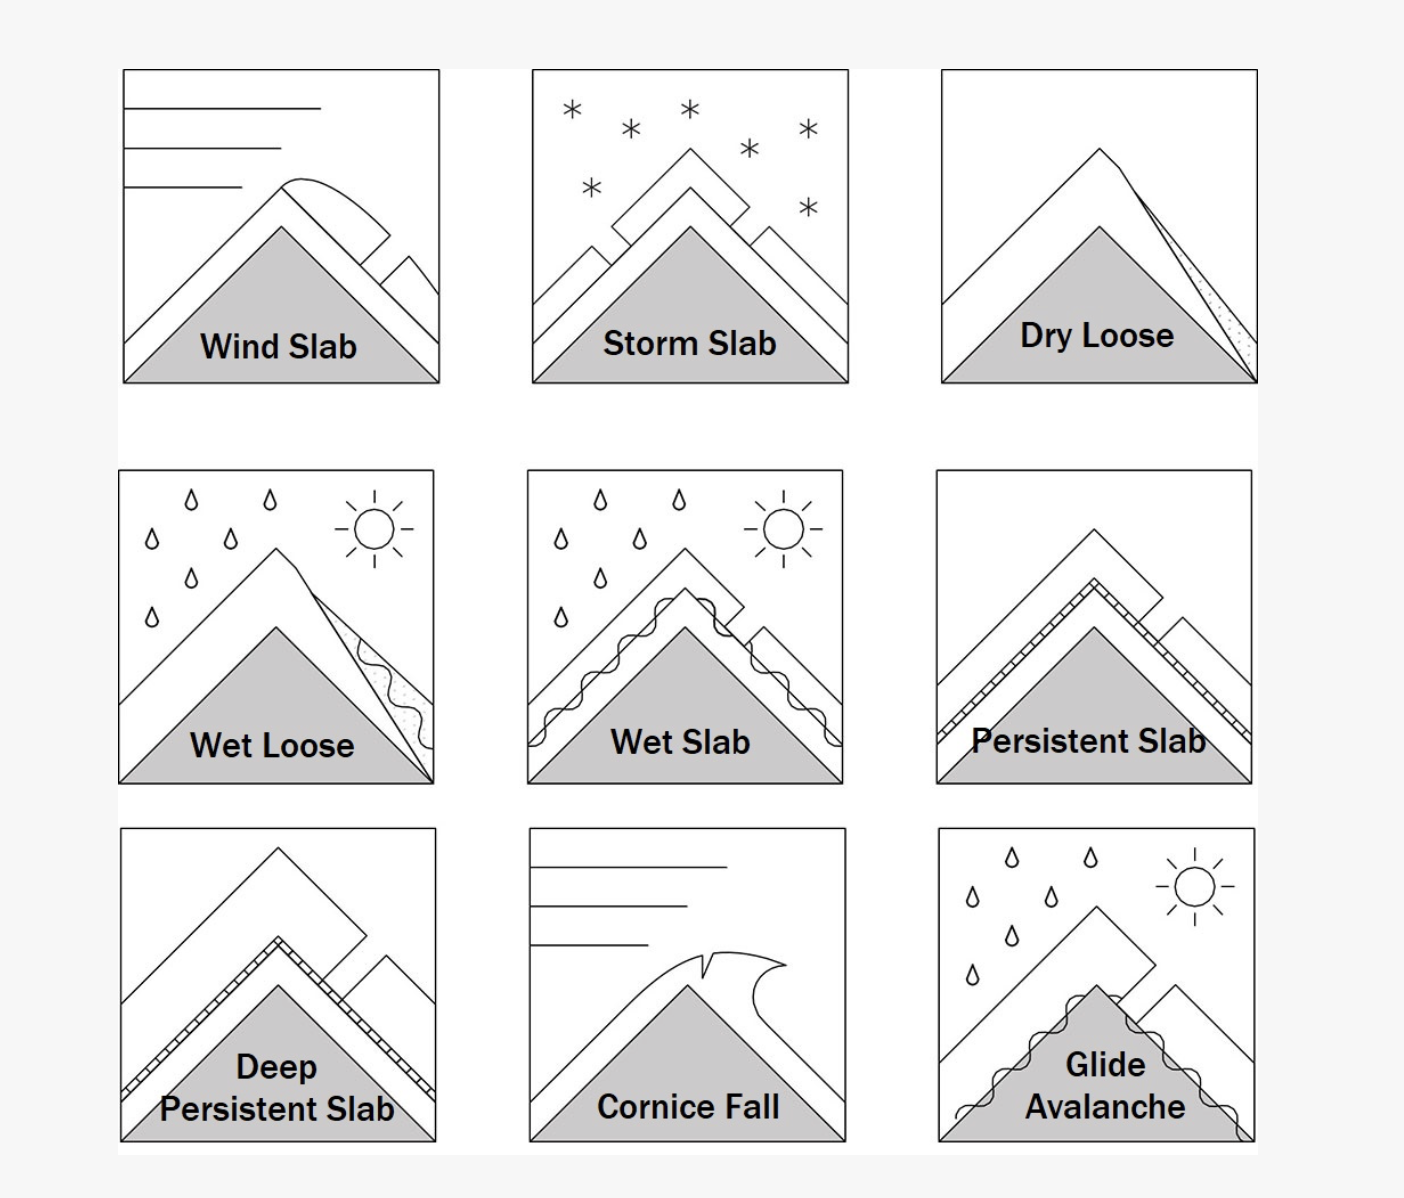 Wind Slab
Storm Slab
Dry Loose
Wet Loose
Wet Slab
Persistent Slab
Deep
Persistent Slab
Cornice Fall
Glide
Avalanche